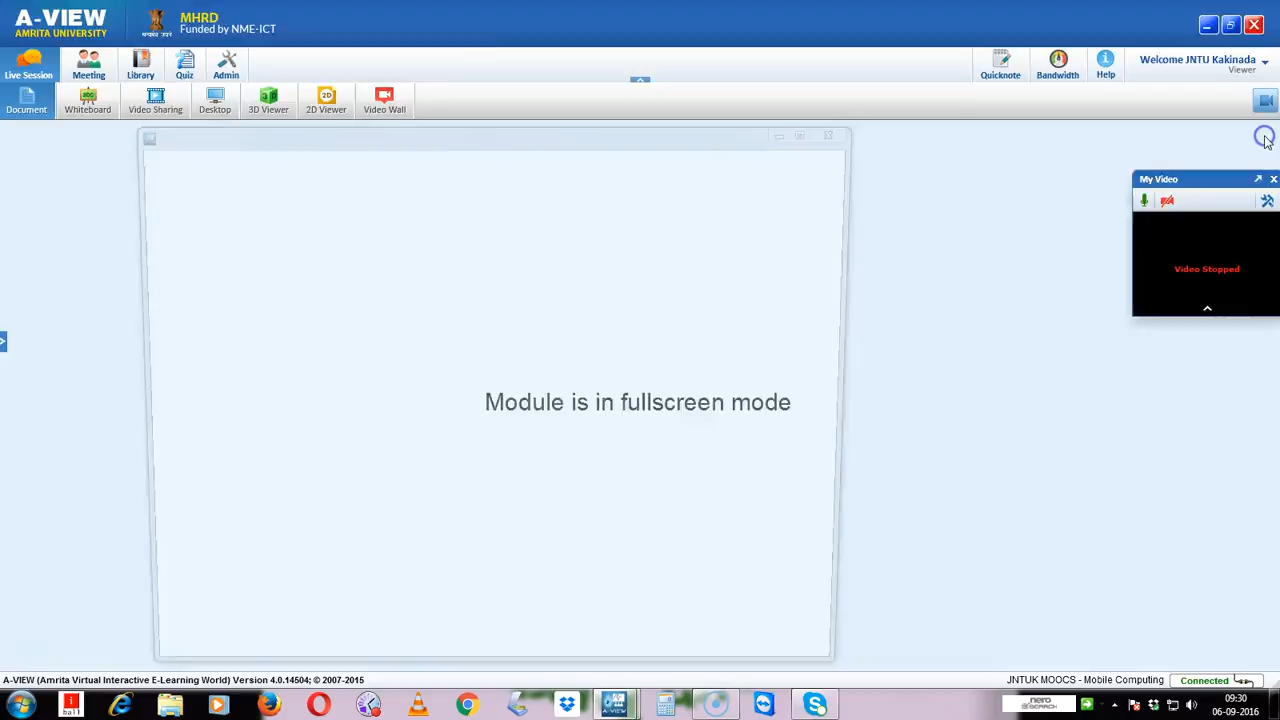 A-VIEW
AMRITA UNIVERSITY
MHRD
Funded by NME-ICT
Live Session
Meeting
Library
Quiz
Admin
Quicknote
Bandwidth
Help
Welcome JNTU Kakinada
Viewer
Document
Whiteboard
Video Sharing
Desktop
3D Viewer
2D Viewer
Video Wall
My Video
Video Stopped
Module is in fullscreen mode
A-VIEW (Amrita Virtual Interactive E-Learning World) Version 4.0.14504; © 2007-2015
JNTUK MOOCS - Mobile Computing
Connected
nero
SEARCH
09:30
06-09-2016